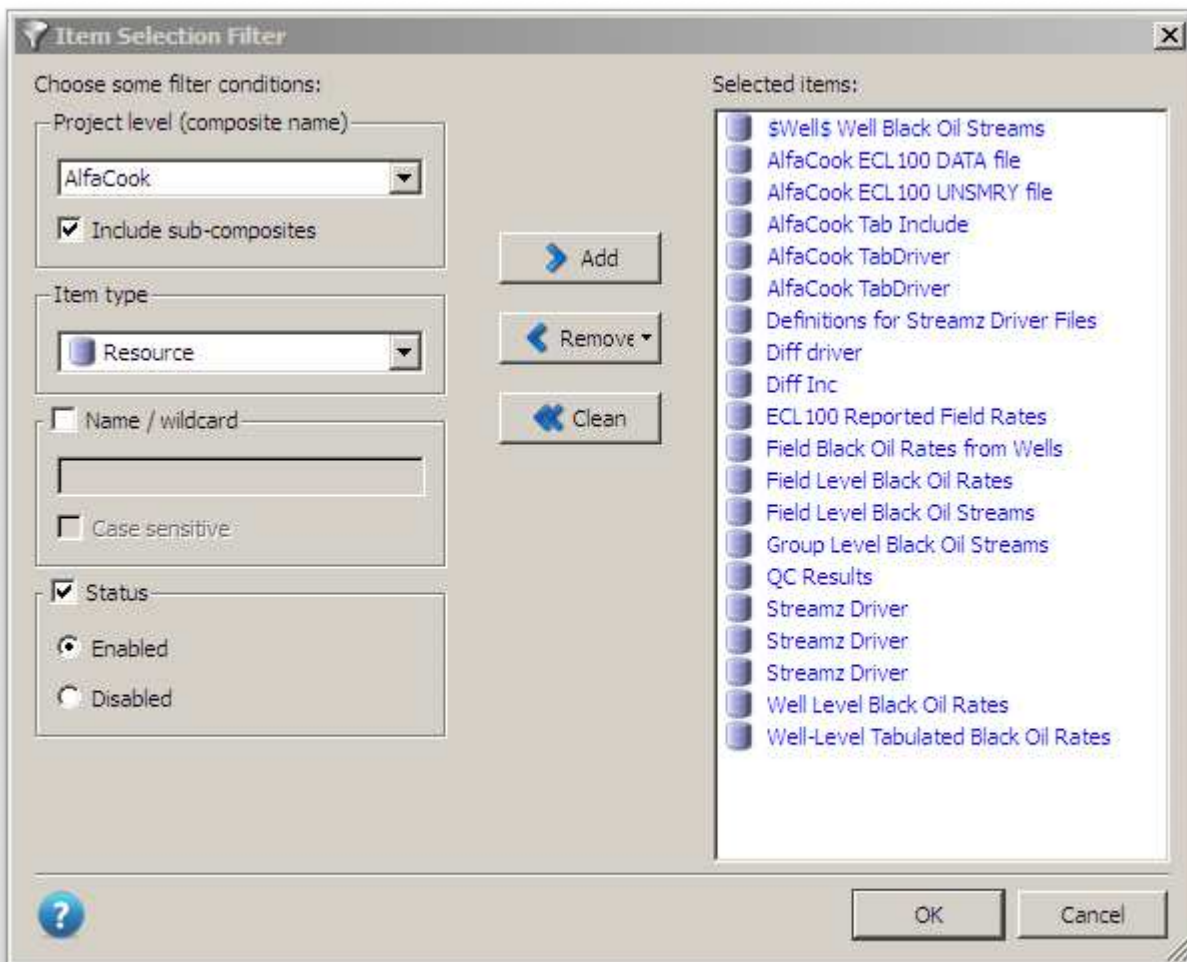 Item Selection Filter
Choose some filter conditions:
Project level (composite name)
AlfaCook
Include sub-composites
Item type
Resource
Name / wildcard
Case sensitive
Status
Enabled
Disabled
Add
Remove
Clean
Selected items:
$Well$ Well Black Oil Streams
AlfaCook ECL100 DATA file
AlfaCook ECL100 UNSMRY file
AlfaCook Tab Include
AlfaCook TabDriver
AlfaCook TabDriver
Definitions for Streamz Driver Files
Diff driver
Diff Inc
ECL100 Reported Field Rates
Field Black Oil Rates from Wells
Field Level Black Oil Rates
Field Level Black Oil Streams
Group Level Black Oil Streams
QC Results
Streamz Driver
Streamz Driver
Streamz Driver
Well Level Black Oil Rates
Well-Level Tabulated Black Oil Rates
?
OK
Cancel